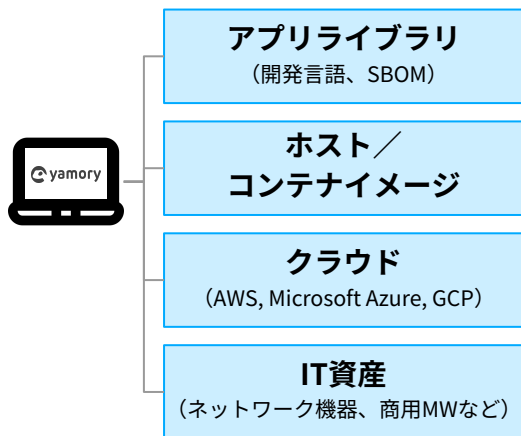 アプリライブラリ
（開発言語、SBOM）
yamory
ホスト／
コンテナイメージ
クラウド
（AWS, Microsoft Azure, GCP）
IT資産
（ネットワーク機器、商用MWなど）